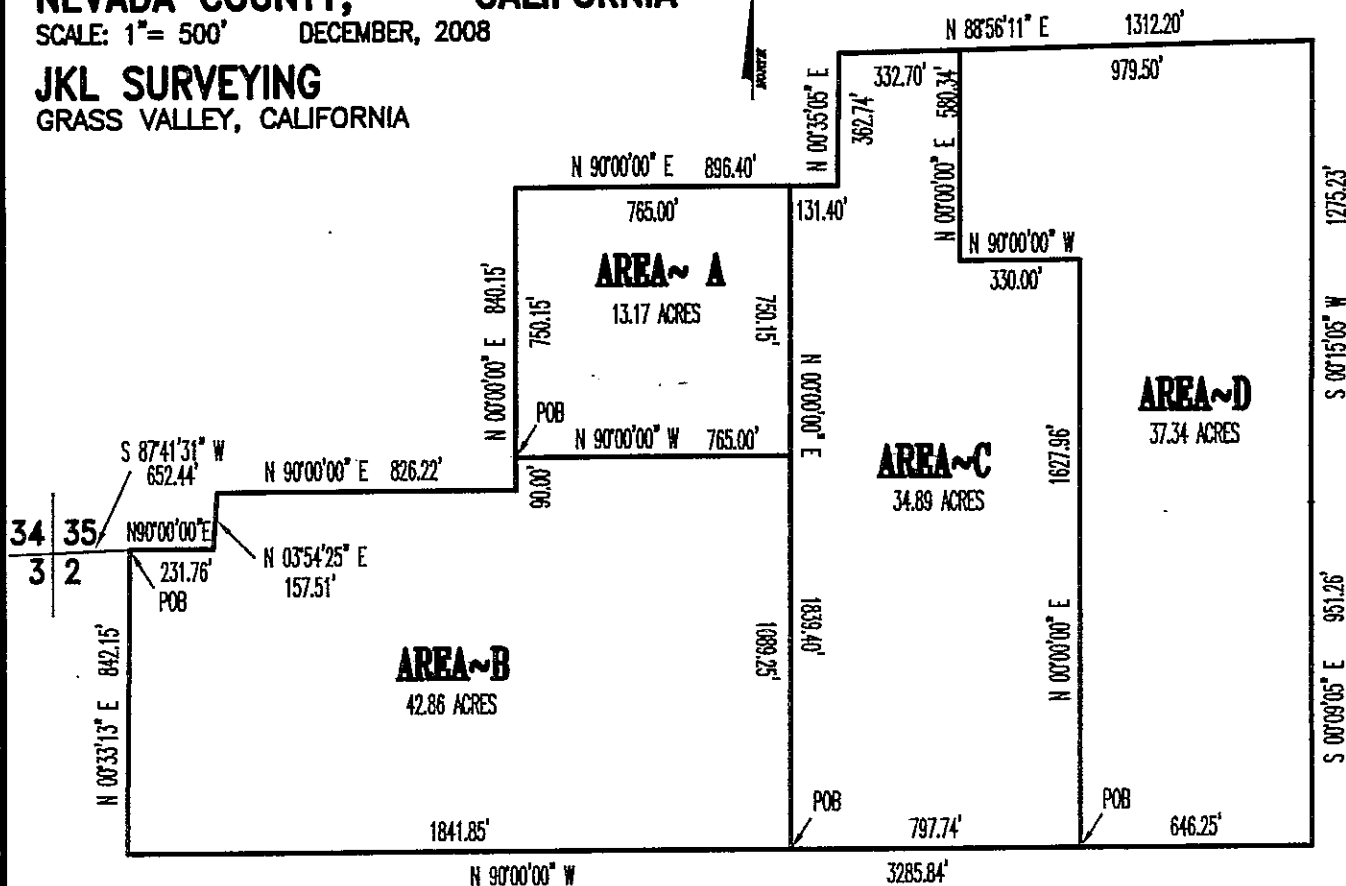 NEVADA COUNTY, CALIFORNIA
SCALE: 1"= 500' DECEMBER, 2008
JKL SURVEYING
GRASS VALLEY, CALIFORNIA
NORTH
N 88°56'11" E 1312.20'
332.70'
979.50'
N 00°35'05" E
362.74'
N 00°00'00" E 580.34'
N 90°00'00" E 896.40'
765.00'
131.40'
S 00°15'05" W 1275.23'
N 90°00'00" W
330.00'
AREA~ A
13.17 ACRES
N 00°00'00" E 840.15'
750.15'
750.15'
N 00°00'00" E
POB
N 90°00'00" W 765.00'
AREA~D
37.34 ACRES
S 87°41'31" W
652.44'
N 90°00'00" E 826.22'
90.00'
AREA~C
34.89 ACRES
1627.96'
34 35
3 2
N90°00'00"E
231.76'
POB
N 03°54'25" E
157.51'
N 00°33'13" E 842.15'
AREA~B
42.86 ACRES
1089.25'
1839.40'
N 00°00'00" E
S 00°09'05" E 951.26'
POB
POB
1841.85'
797.74'
646.25'
N 90°00'00" W 3285.84'